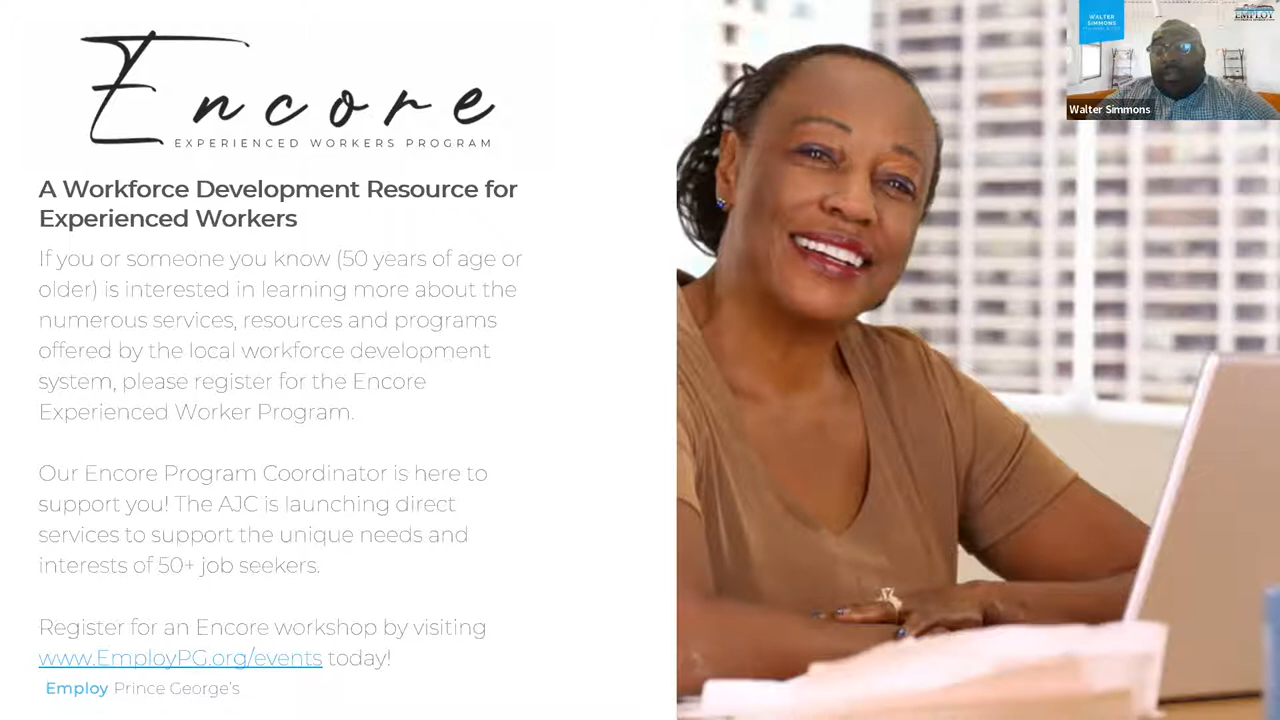 Encore
EXPERIENCED WORKERS PROGRAM
A Workforce Development Resource for
Experienced Workers
If you or someone you know (50 years of age or
older) is interested in learning more about the
numerous services, resources and programs
offered by the local workforce development
system, please register for the Encore
Experienced Worker Program.
Our Encore Program Coordinator is here to
support you! The AJC is launching direct
services to support the unique needs and
interests of 50+ job seekers.
Register for an Encore workshop by visiting
www.EmployPG.org/events today!
Employ Prince George's
WALTER
SIMMONS
EMPLOY
Walter Simmons